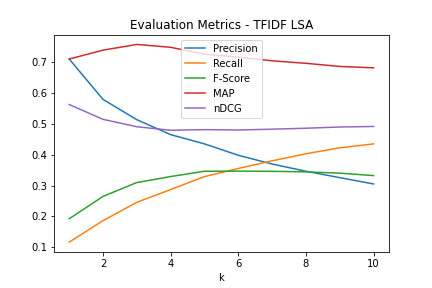 Evaluation Metrics - TFIDF LSA
Precision
Recall
F-Score
MAP
nDCG
0.7
0.6
0.5
0.4
0.3
0.2
0.1
2
4
6
8
10
k